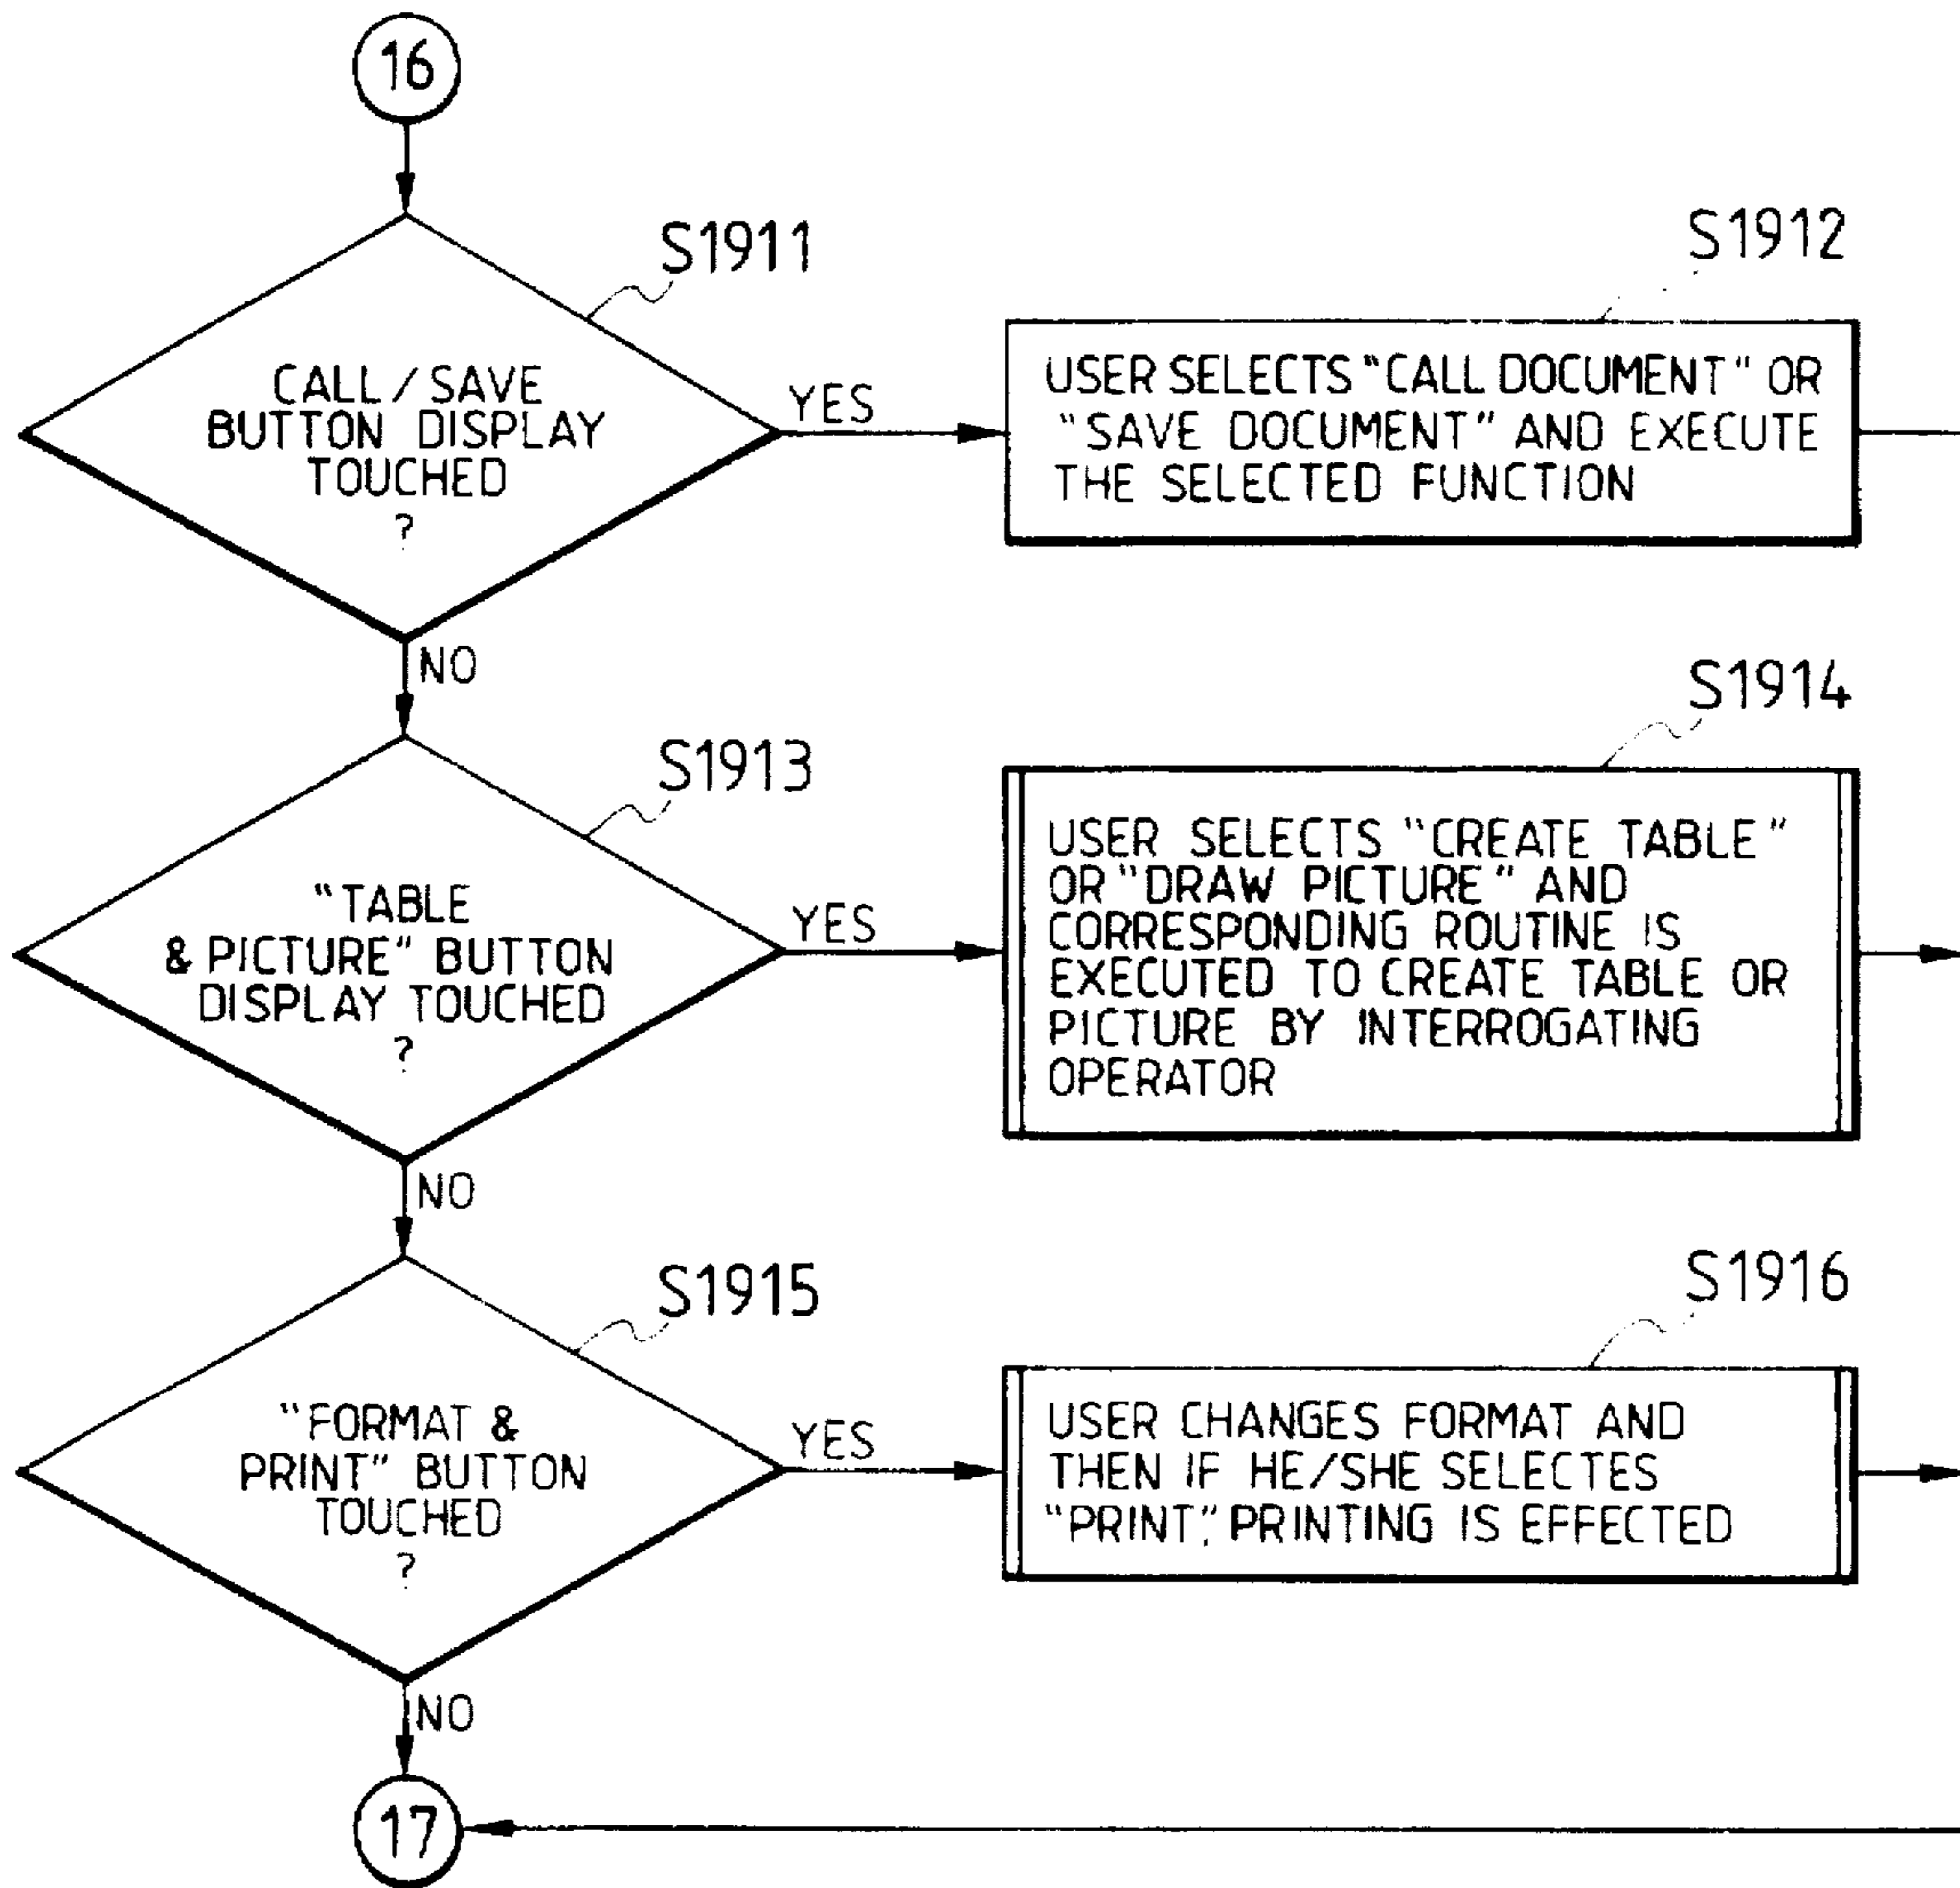 16
S1911
CALL / SAVE
BUTTON DISPLAY
TOUCHED
?
YES
NO
S1912
USER SELECTS "CALL DOCUMENT" OR
"SAVE DOCUMENT" AND EXECUTE
THE SELECTED FUNCTION
S1913
"TABLE
& PICTURE" BUTTON
DISPLAY TOUCHED
?
YES
NO
S1914
USER SELECTS "CREATE TABLE"
OR "DRAW PICTURE" AND
CORRESPONDING ROUTINE IS
EXECUTED TO CREATE TABLE OR
PICTURE BY INTERROGATING
OPERATOR
S1915
"FORMAT &
PRINT" BUTTON
TOUCHED
?
YES
NO
S1916
USER CHANGES FORMAT AND
THEN IF HE/SHE SELECTES
"PRINT", PRINTING IS EFFECTED
17